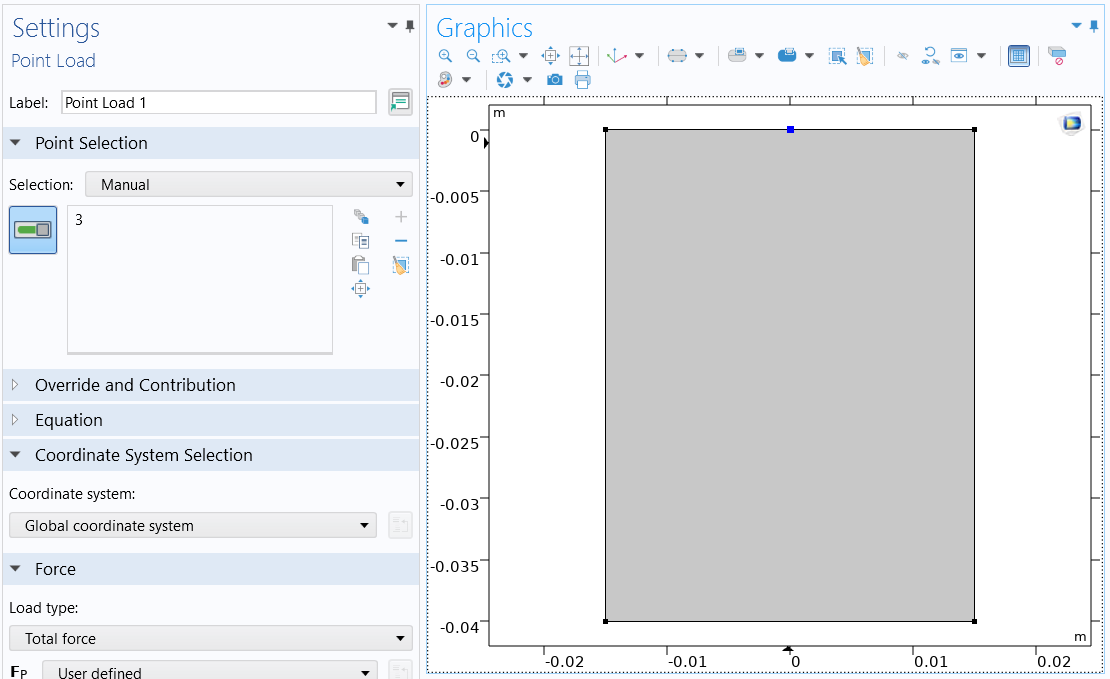 Settings
Point Load
Label: Point Load 1
Point Selection
Selection: Manual
3
Override and Contribution
Equation
Coordinate System Selection
Coordinate system:
Global coordinate system
Force
Load type:
Total force
FP User defined
Graphics
m
0
-0.005
-0.01
-0.015
-0.02
-0.025
-0.03
-0.035
-0.04
m
-0.02 -0.01 0 0.01 0.02